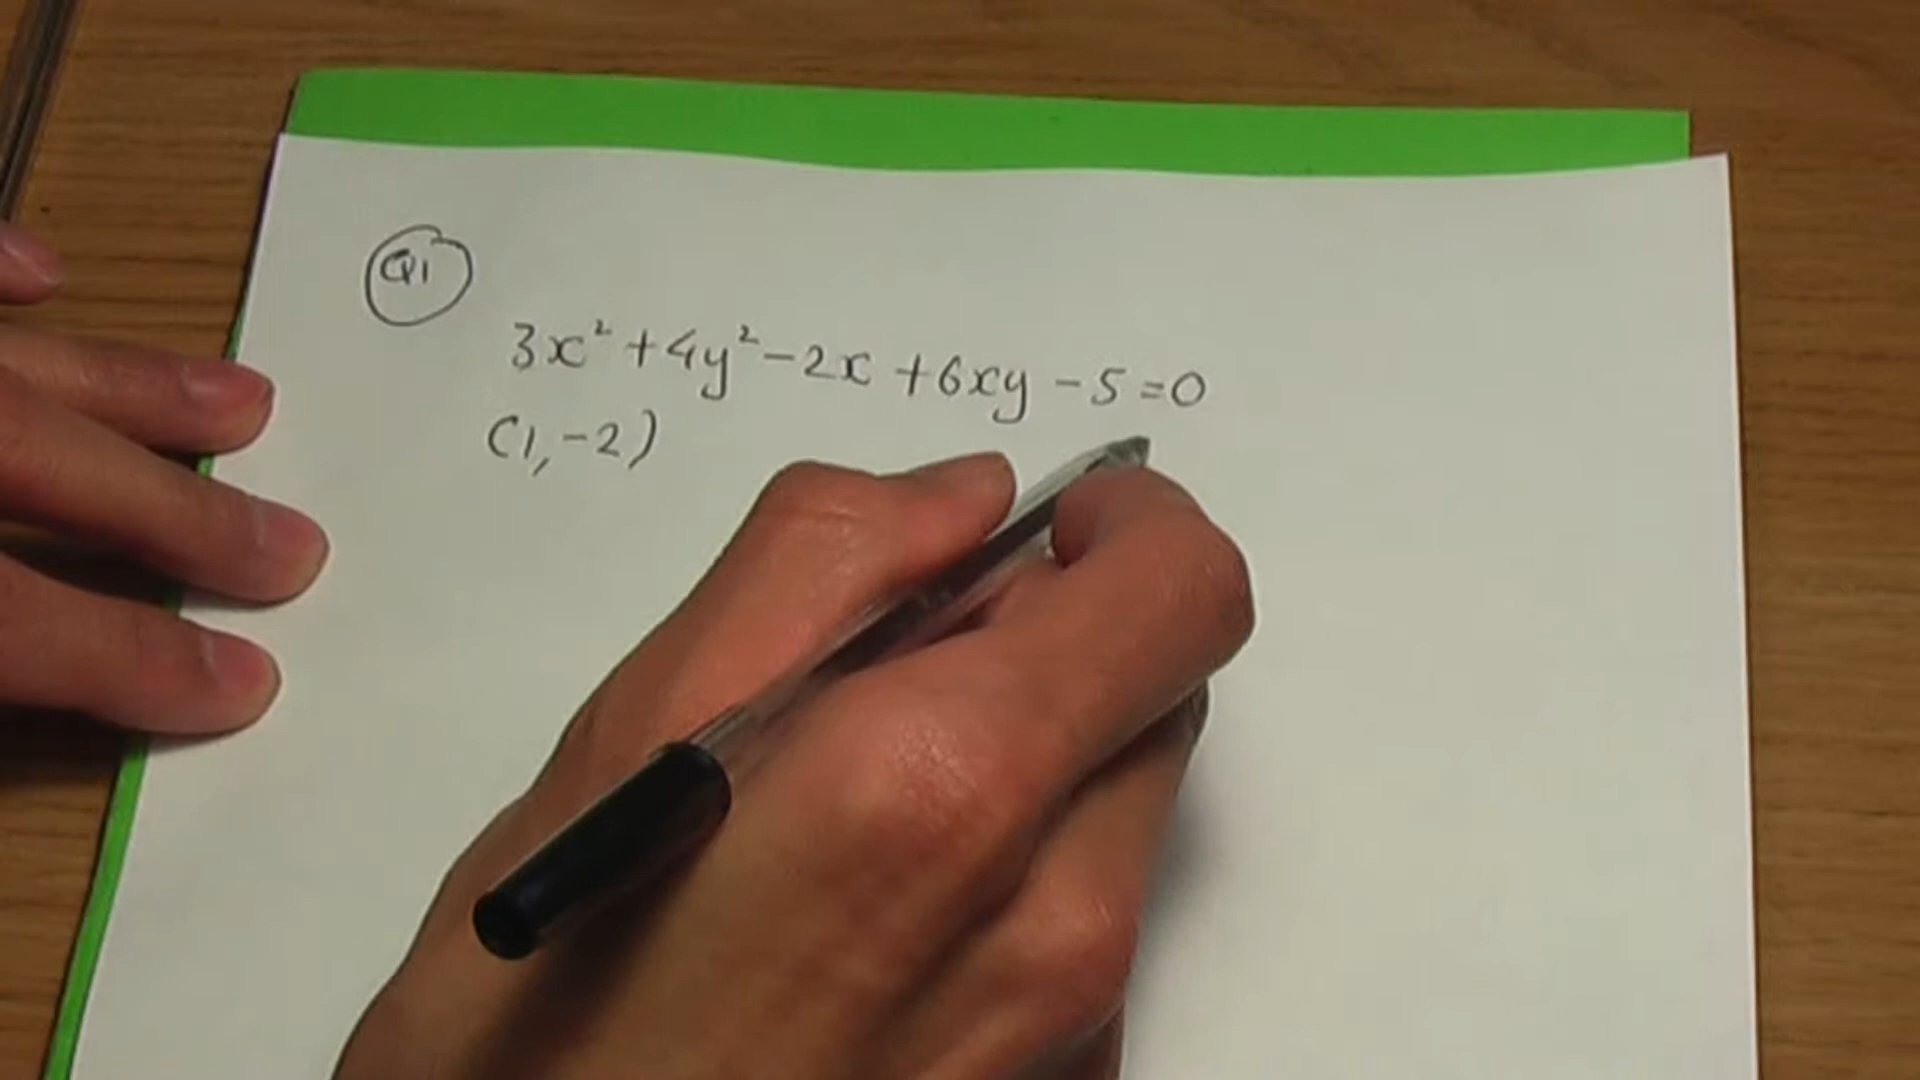 Q1
3x² + 4y² - 2x + 6xy - 5 = 0
(1, -2)